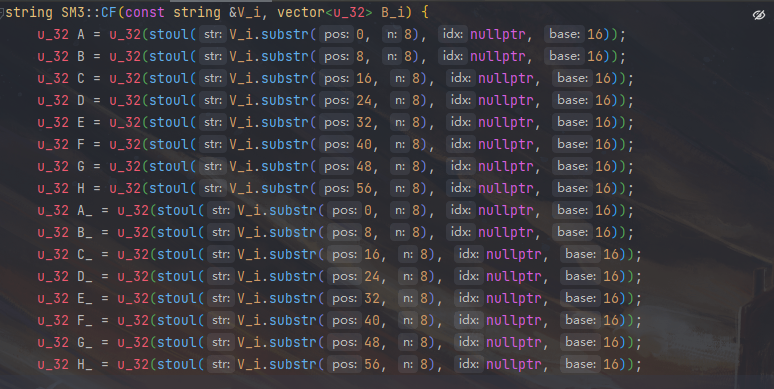 string SM3::CF(const string &V_i, vector<u_32> B_i) {
u_32 A = u_32(stoul( str: V_i.substr( pos: 0, n: 8), idx: nullptr, base: 16));
u_32 B = u_32(stoul( str: V_i.substr( pos: 8, n: 8), idx: nullptr, base: 16));
u_32 C = u_32(stoul( str: V_i.substr( pos: 16, n: 8), idx: nullptr, base: 16));
u_32 D = u_32(stoul( str: V_i.substr( pos: 24, n: 8), idx: nullptr, base: 16));
u_32 E = u_32(stoul( str: V_i.substr( pos: 32, n: 8), idx: nullptr, base: 16));
u_32 F = u_32(stoul( str: V_i.substr( pos: 40, n: 8), idx: nullptr, base: 16));
u_32 G = u_32(stoul( str: V_i.substr( pos: 48, n: 8), idx: nullptr, base: 16));
u_32 H = u_32(stoul( str: V_i.substr( pos: 56, n: 8), idx: nullptr, base: 16));
u_32 A_ = u_32(stoul( str: V_i.substr( pos: 0, n: 8), idx: nullptr, base: 16));
u_32 B_ = u_32(stoul( str: V_i.substr( pos: 8, n: 8), idx: nullptr, base: 16));
u_32 C_ = u_32(stoul( str: V_i.substr( pos: 16, n: 8), idx: nullptr, base: 16));
u_32 D_ = u_32(stoul( str: V_i.substr( pos: 24, n: 8), idx: nullptr, base: 16));
u_32 E_ = u_32(stoul( str: V_i.substr( pos: 32, n: 8), idx: nullptr, base: 16));
u_32 F_ = u_32(stoul( str: V_i.substr( pos: 40, n: 8), idx: nullptr, base: 16));
u_32 G_ = u_32(stoul( str: V_i.substr( pos: 48, n: 8), idx: nullptr, base: 16));
u_32 H_ = u_32(stoul( str: V_i.substr( pos: 56, n: 8), idx: nullptr, base: 16));